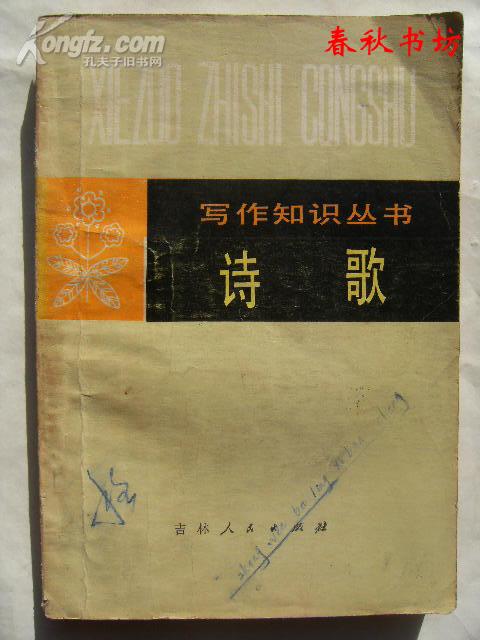 Kongfz.com
孔夫子旧书网
春秋书坊
XIEZUO ZHISHI CONGSHU
写作知识丛书
诗 歌
吉林人民出版社